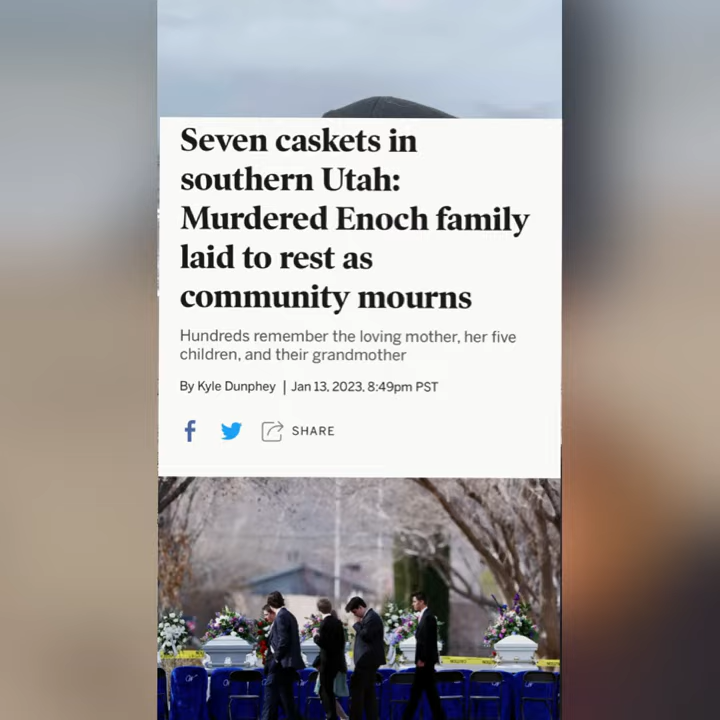 Seven caskets in
southern Utah:
Murdered Enoch family
laid to rest as
community mourns
Hundreds remember the loving mother, her five
children, and their grandmother
By Kyle Dunphey | Jan 13, 2023, 8:49pm PST
SHARE